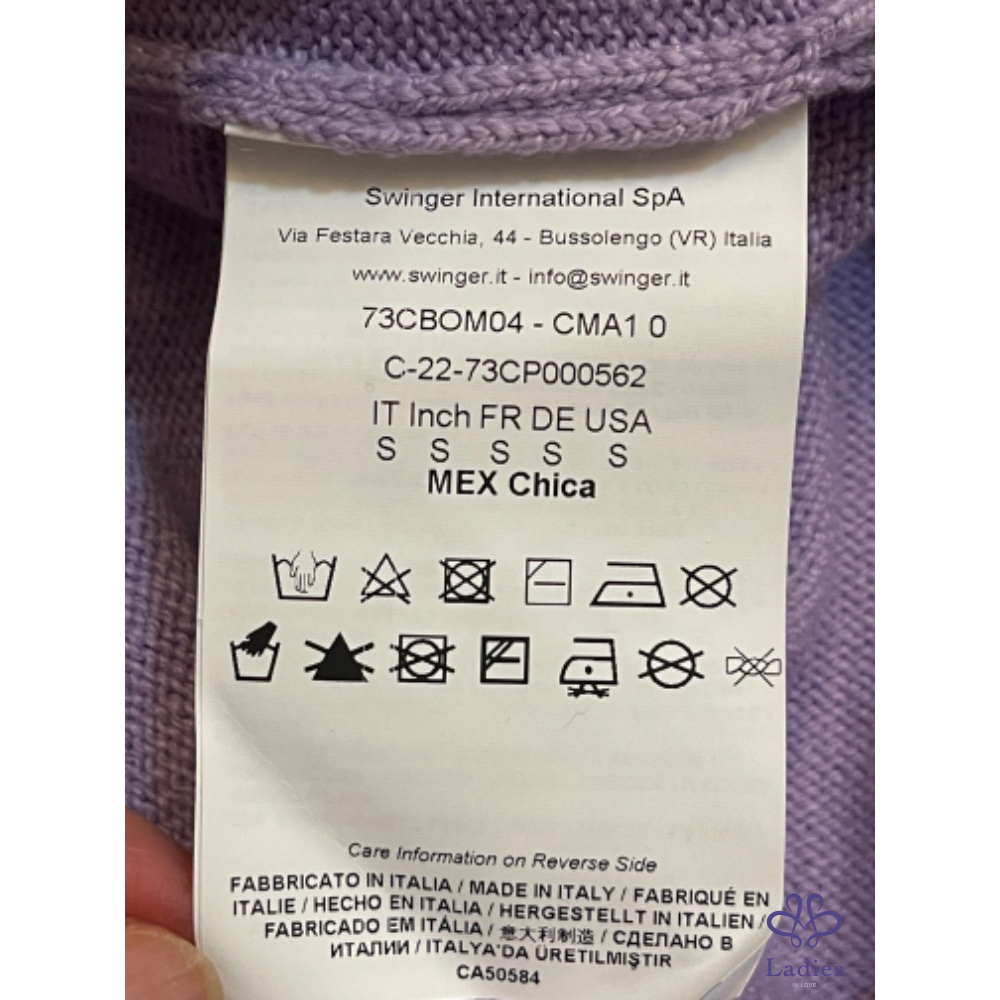 Swinger International SpA
Via Festara Vecchia, 44 - Bussolengo (VR) Italia
www.swinger.it - info@swinger.it
73CBOM04 - CMA1 0
C-22-73CP000562
IT Inch FR DE USA
S S S S S
MEX Chica
Care Information on Reverse Side
FABBRICATO IN ITALIA / MADE IN ITALY / FABRIQUÉ EN
ITALIE / HECHO EN ITALIA / HERGESTELLT IN ITALIEN /
FABRICADO EM ITÁLIA / 意大利制造 / СДЕЛАНО В
ИТАЛИИ / ITALYA'DA ÜRETILMIŞTIR
CA50584
Ladies
IN LOVE